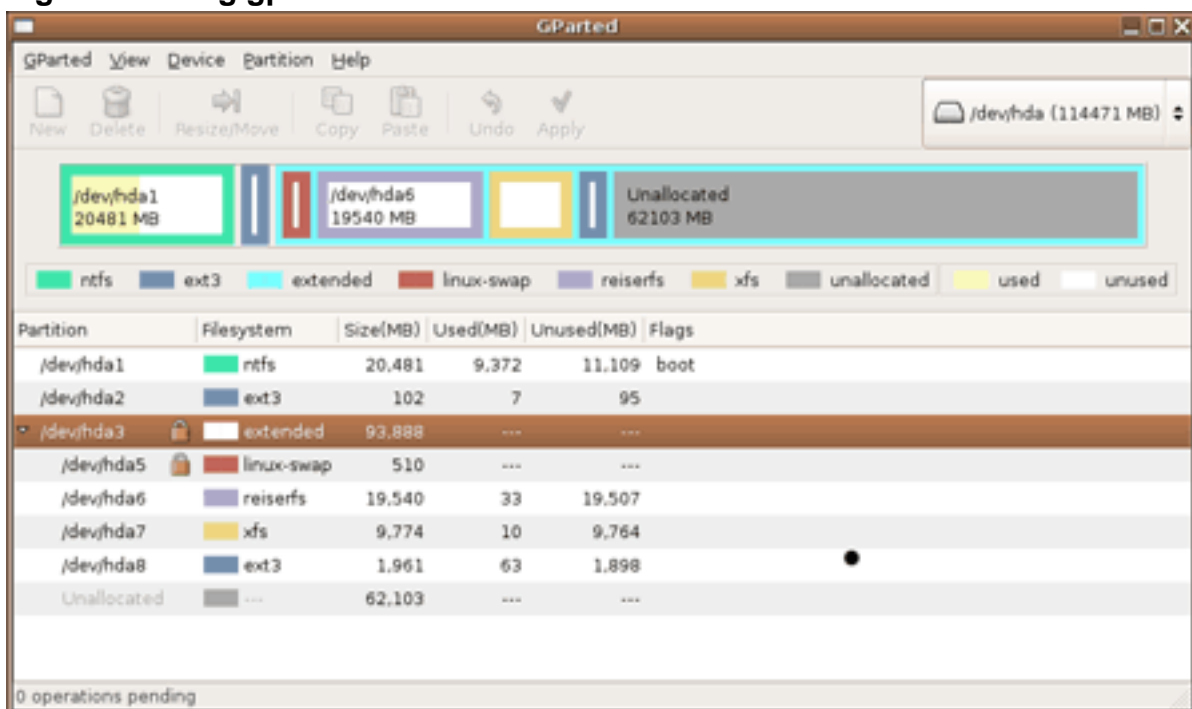 GParted
GParted View Device Partition Help
New Delete Resize/Move Copy Paste Undo Apply /dev/hda (114471 MB)
/dev/hda1 /dev/hda6 Unallocated
20481 MB 19540 MB 62103 MB
ntfs ext3 extended linux-swap reiserfs xfs unallocated used unused
Partition Filesystem Size(MB) Used(MB) Unused(MB) Flags
/dev/hda1 ntfs 20,481 9,372 11,109 boot
/dev/hda2 ext3 102 7 95
/dev/hda3 extended 93,888 --- ---
/dev/hda5 linux-swap 510 --- ---
/dev/hda6 reiserfs 19,540 33 19,507
/dev/hda7 xfs 9,774 10 9,764
/dev/hda8 ext3 1,961 63 1,898
Unallocated --- 62,103 --- ---
0 operations pending